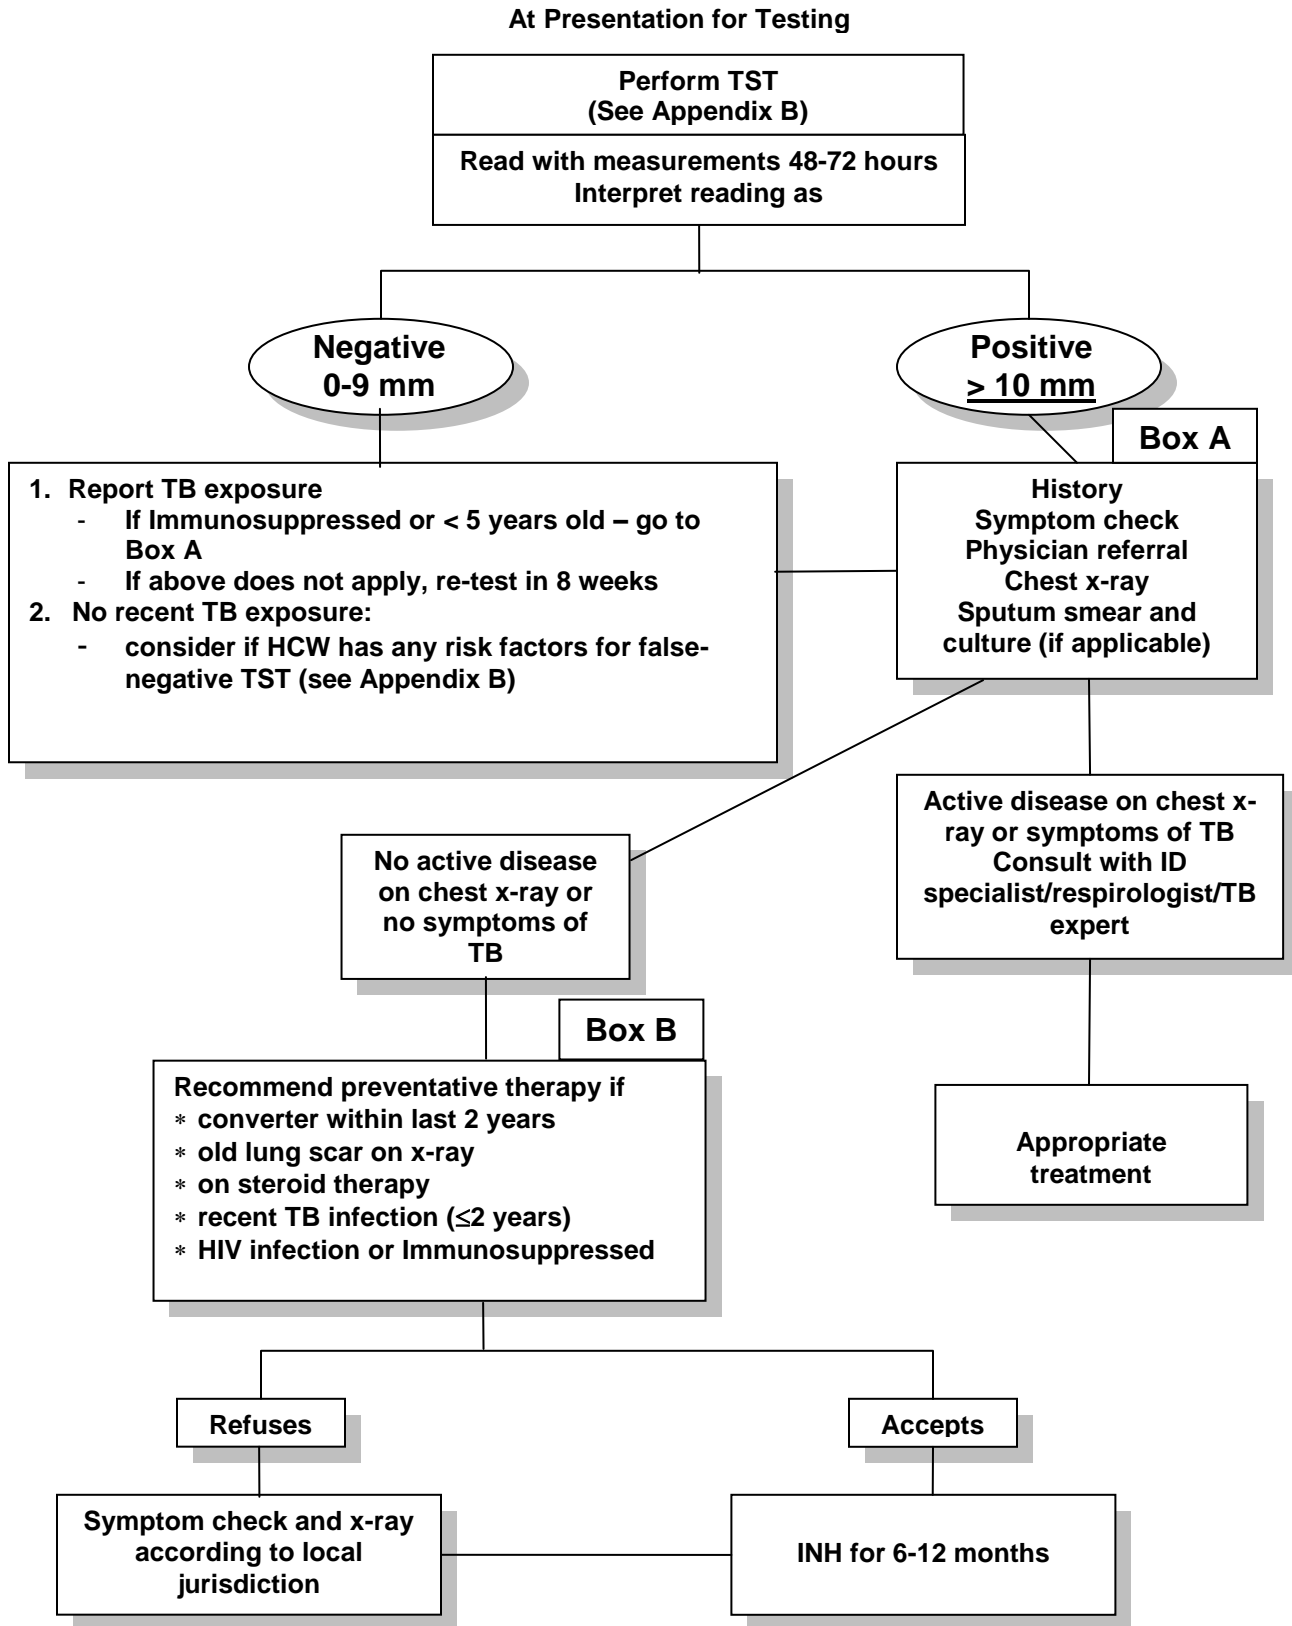 At Presentation for Testing
Perform TST
(See Appendix B)
Read with measurements 48-72 hours
Interpret reading as
Negative
0-9 mm
Positive
> 10 mm
Box A
1. Report TB exposure
- If Immunosuppressed or < 5 years old – go to
Box A
- If above does not apply, re-test in 8 weeks
2. No recent TB exposure:
- consider if HCW has any risk factors for false-
negative TST (see Appendix B)
History
Symptom check
Physician referral
Chest x-ray
Sputum smear and
culture (if applicable)
Active disease on chest x-
ray or symptoms of TB
Consult with ID
specialist/respirologist/TB
expert
No active disease
on chest x-ray or
no symptoms of
TB
Box B
Recommend preventative therapy if
* converter within last 2 years
* old lung scar on x-ray
* on steroid therapy
* recent TB infection (≤2 years)
* HIV infection or Immunosuppressed
Appropriate
treatment
Refuses
Accepts
Symptom check and x-ray
according to local
jurisdiction
INH for 6-12 months